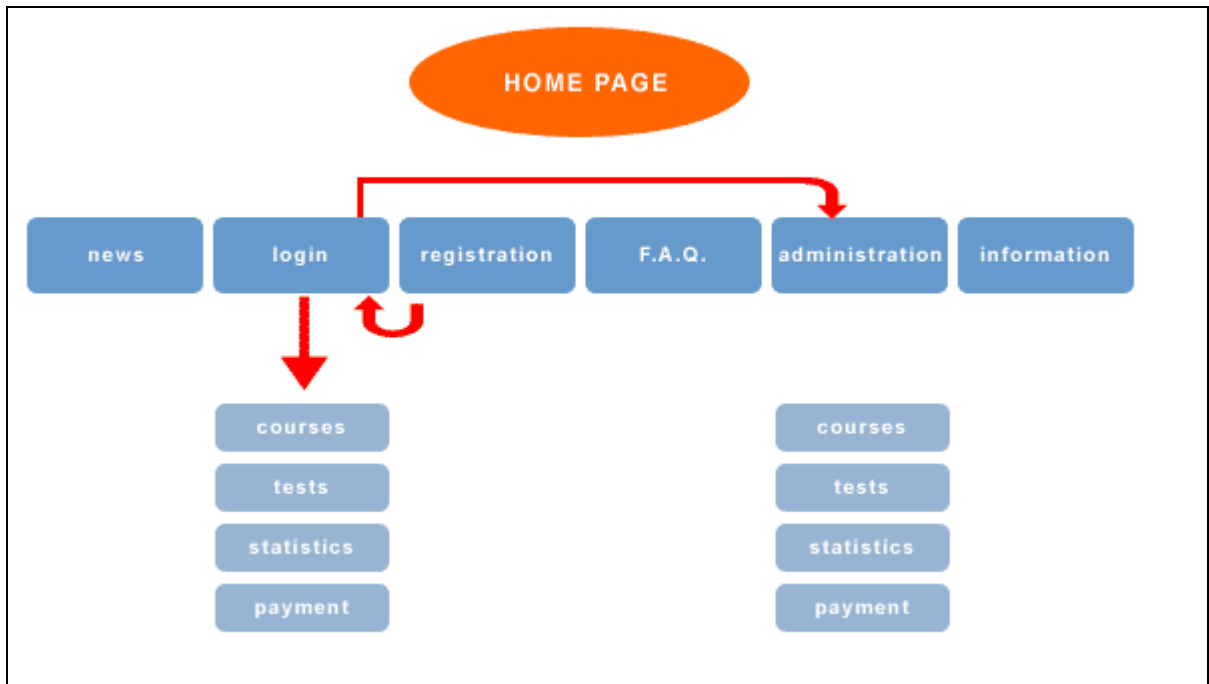 HOME PAGE
news
login
registration
F.A.Q.
administration
information
courses
tests
statistics
payment
courses
tests
statistics
payment